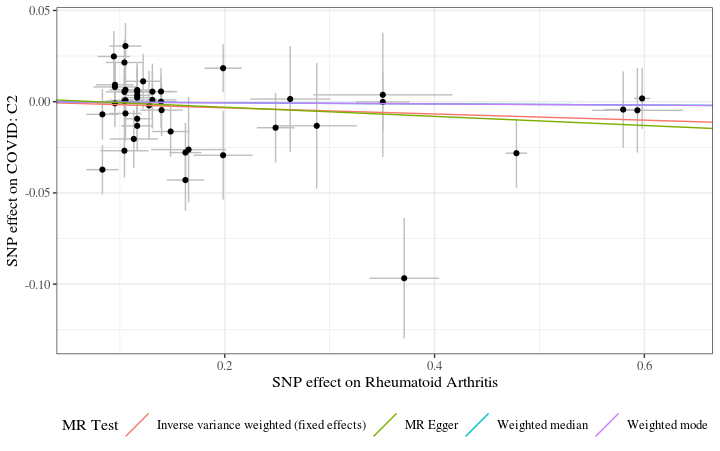 0.05
0.00
-0.05
-0.10
SNP effect on COVID: C2
0.2
0.4
0.6
SNP effect on Rheumatoid Arthritis
MR Test
Inverse variance weighted (fixed effects)
MR Egger
Weighted median
Weighted mode